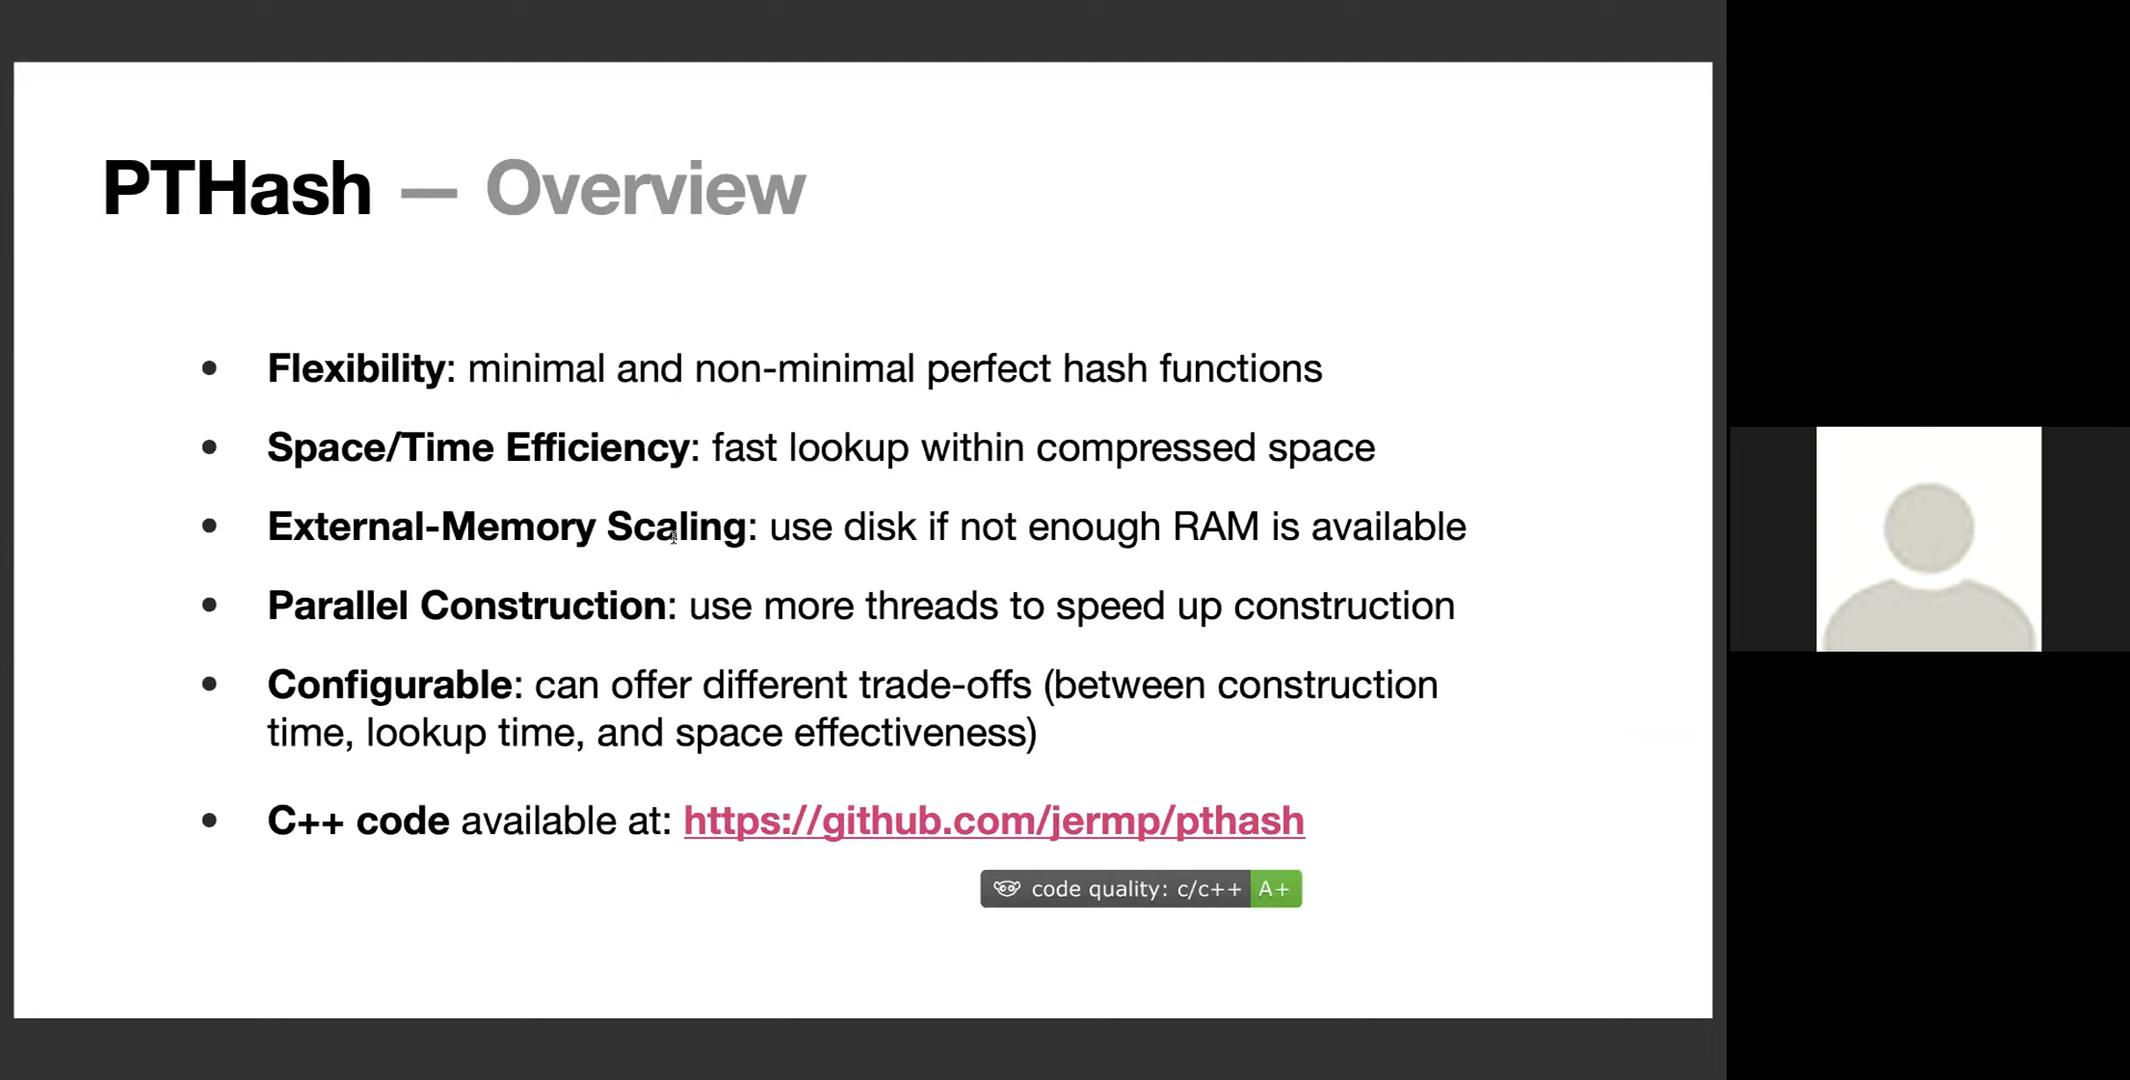 PTHash — Overview
• Flexibility: minimal and non-minimal perfect hash functions
• Space/Time Efficiency: fast lookup within compressed space
• External-Memory Scaling: use disk if not enough RAM is available
• Parallel Construction: use more threads to speed up construction
• Configurable: can offer different trade-offs (between construction
time, lookup time, and space effectiveness)
• C++ code available at: https://github.com/jermp/pthash
code quality: c/c++ A+